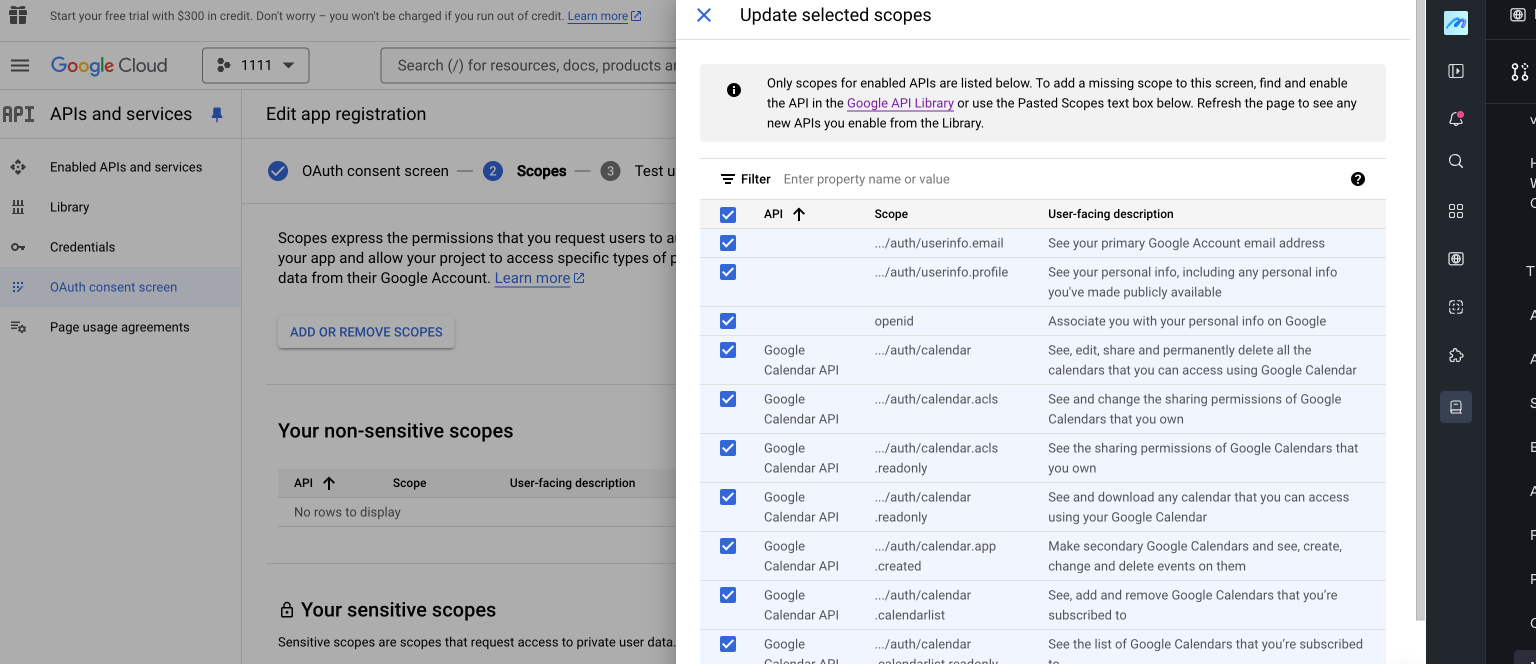 Start your free trial with $300 in credit. Don't worry – you won't be charged if you run out of credit. Learn more
Google Cloud
1111
Search (/) for resources, docs, products an
API
APIs and services
Enabled APIs and services
Library
Credentials
OAuth consent screen
Page usage agreements
Edit app registration
OAuth consent screen — 2 Scopes — 3 Test u
Scopes express the permissions that you request users to au
your app and allow your project to access specific types of p
data from their Google Account. Learn more
ADD OR REMOVE SCOPES
Your non-sensitive scopes
API Scope User-facing description
No rows to display
Your sensitive scopes
Sensitive scopes are scopes that request access to private user data.
Update selected scopes
Only scopes for enabled APIs are listed below. To add a missing scope to this screen, find and enable
the API in the Google API Library or use the Pasted Scopes text box below. Refresh the page to see any
new APIs you enable from the Library.
Filter Enter property name or value
API Scope User-facing description
.../auth/userinfo.email See your primary Google Account email address
.../auth/userinfo.profile See your personal info, including any personal info
you've made publicly available
openid Associate you with your personal info on Google
Google .../auth/calendar See, edit, share and permanently delete all the
Calendar API calendars that you can access using Google Calendar
Google .../auth/calendar.acls See and change the sharing permissions of Google
Calendar API Calendars that you own
Google .../auth/calendar.acls See the sharing permissions of Google Calendars that
Calendar API .readonly you own
Google .../auth/calendar See and download any calendar that you can access
Calendar API .readonly using your Google Calendar
Google .../auth/calendar.app Make secondary Google Calendars and see, create,
Calendar API .created change and delete events on them
Google .../auth/calendar See, add and remove Google Calendars that you're
Calendar API .calendarlist subscribed to
Google .../auth/calendar See the list of Google Calendars that you're subscribed
Calendar API .calendarlist.readonly to